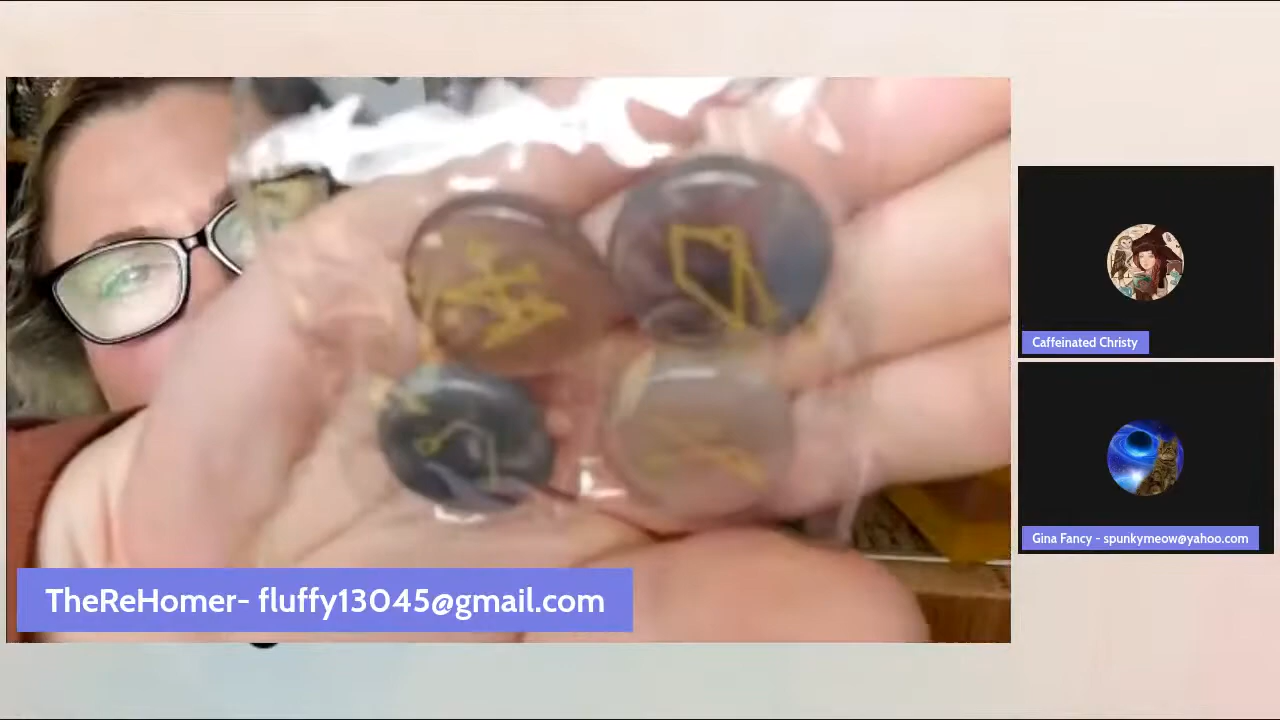 Caffeinated Christy
Gina Fancy - spunkymeow@yahoo.com
TheReHomer- fluffy13045@gmail.com